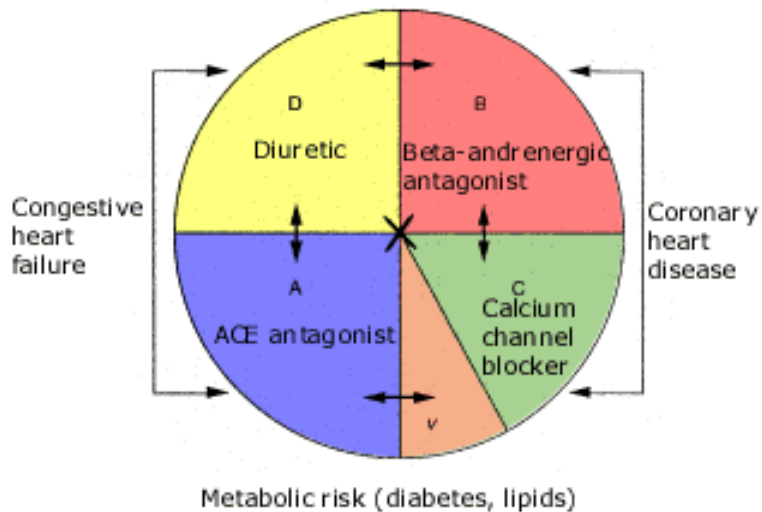 D
Diuretic
B
Beta-andrenergic
antagonist
Congestive
heart
failure
Coronary
heart
disease
A
ACE antagonist
C
Calcium
channel
blocker
v
Metabolic risk (diabetes, lipids)